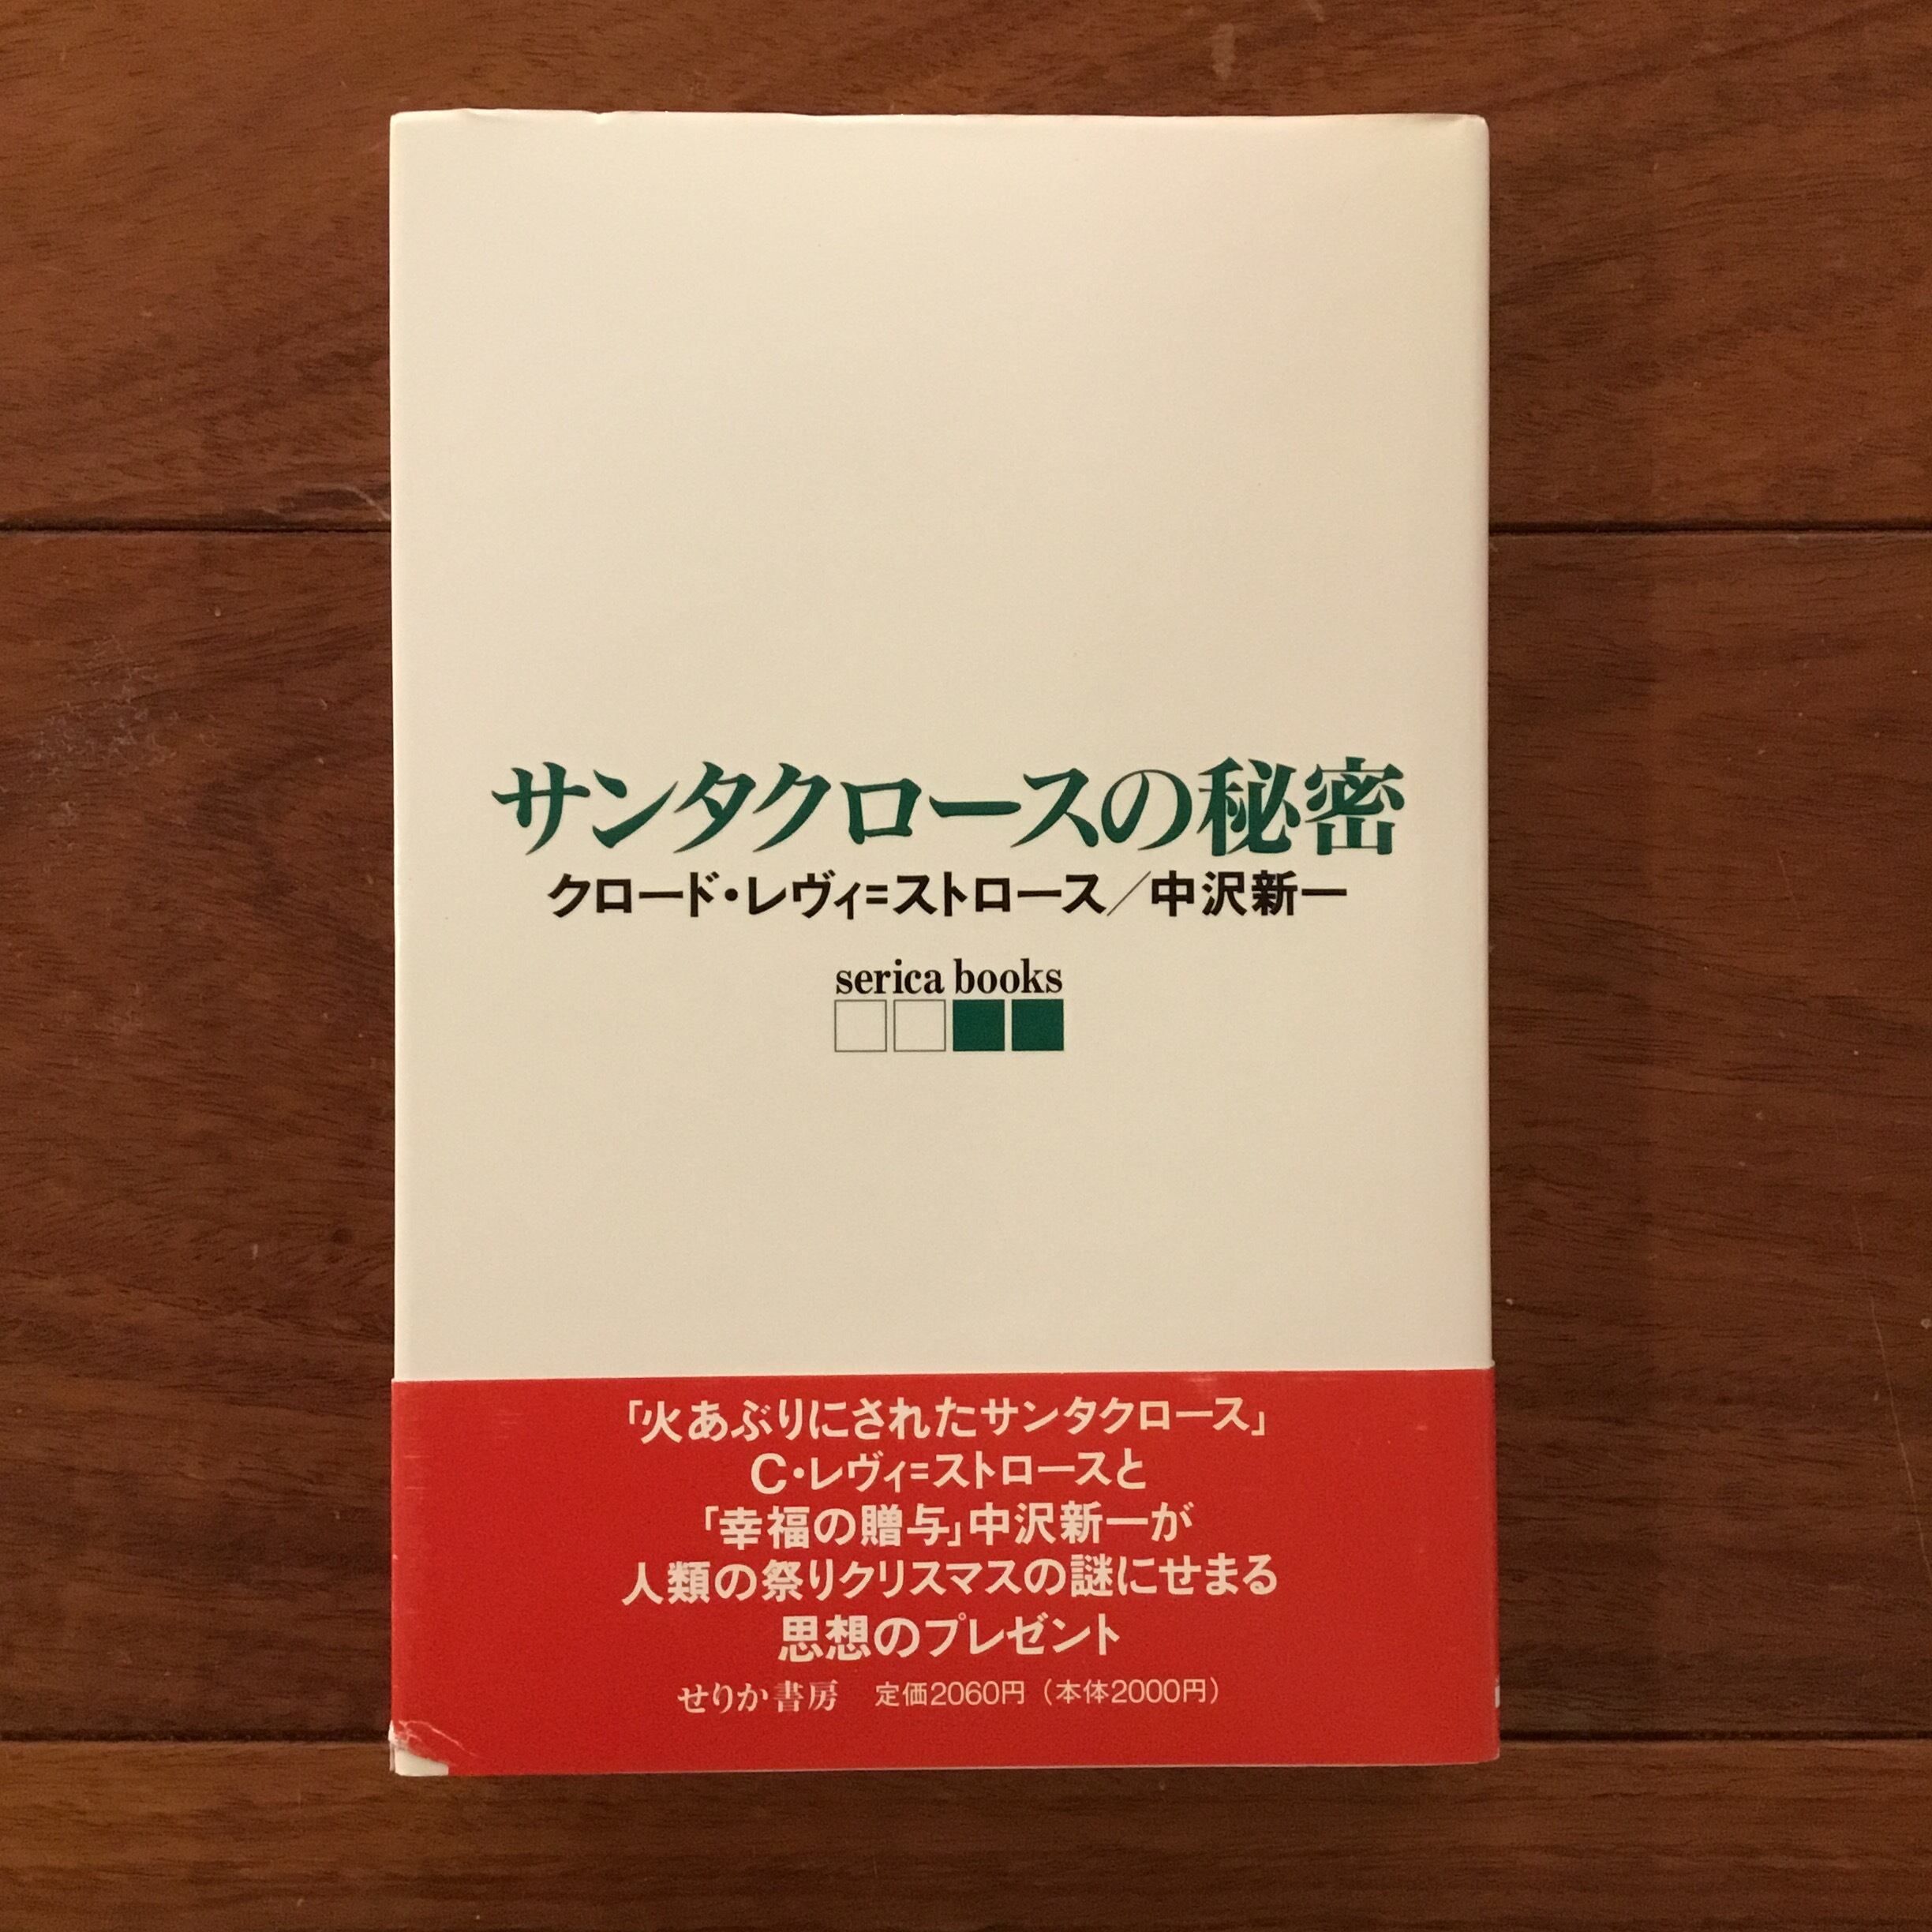 サンタクロースの秘密
クロード・レヴィ=ストロース／中沢新一
serica books
「火あぶりにされたサンタクロース」
C・レヴィ=ストロースと
「幸福の贈与」中沢新一が
人類の祭りクリスマスの謎にせまる
思想のプレゼント
せりか書房　定価2060円（本体2000円）